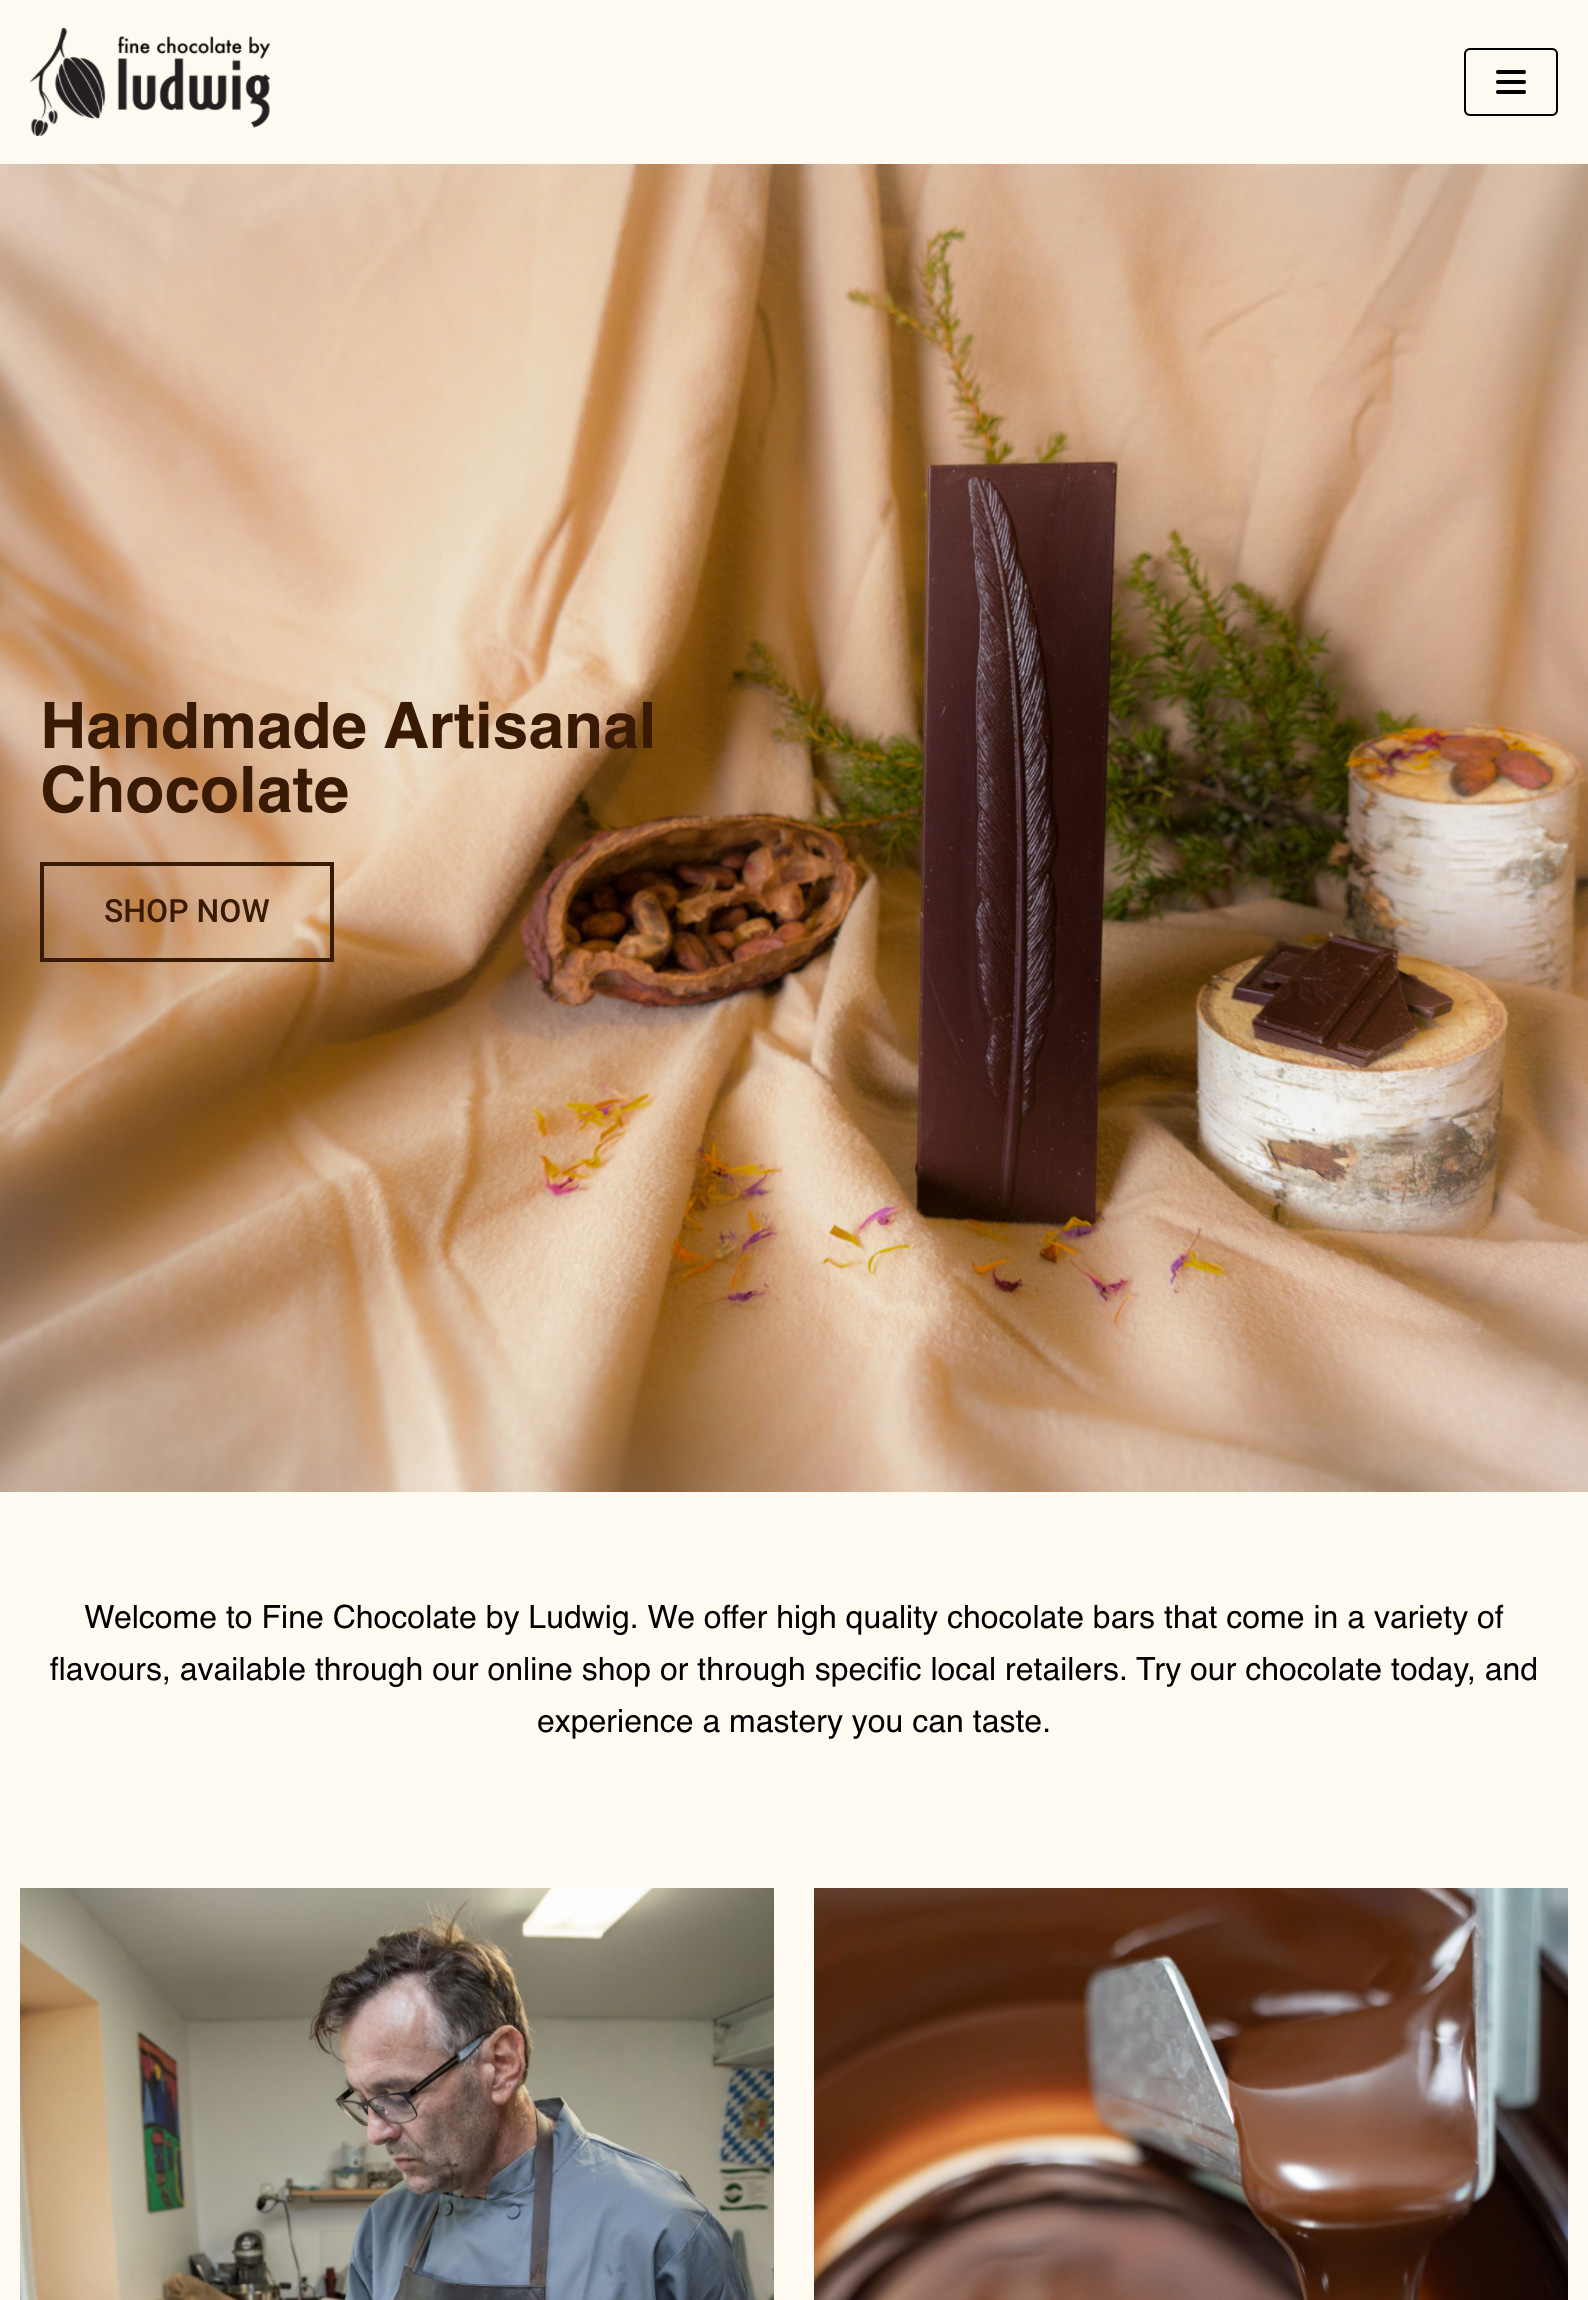 fine chocolate by
ludwig
Handmade Artisanal
Chocolate
SHOP NOW
Welcome to Fine Chocolate by Ludwig. We offer high quality chocolate bars that come in a variety of
flavours, available through our online shop or through specific local retailers. Try our chocolate today, and
experience a mastery you can taste.